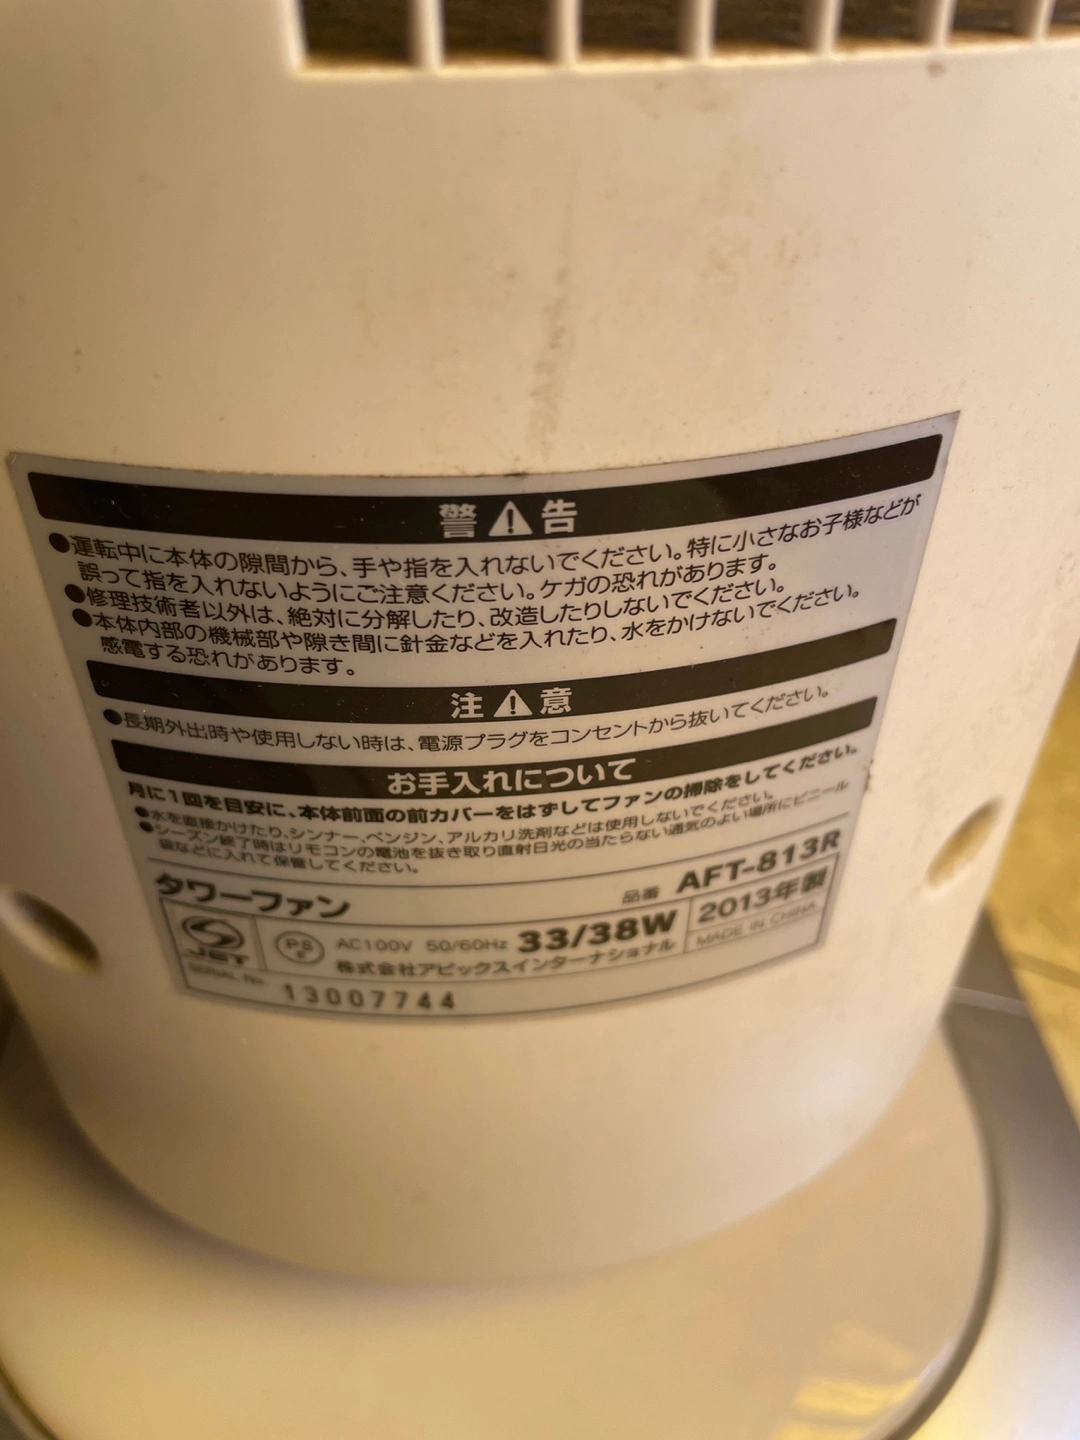 警⚠告
●運転中に本体の隙間から、手や指を入れないでください。特に小さなお子様などが
誤って指を入れないようにご注意ください。ケガの恐れがあります。
●修理技術者以外は、絶対に分解したり、改造したりしないでください。
●本体内部の機械部や隙き間に針金などを入れたり、水をかけないでください。
感電する恐れがあります。
注⚠意
●長期外出時や使用しない時は、電源プラグをコンセントから抜いてください。
お手入れについて
月に1回を目安に、本体前面の前カバーをはずしてファンの掃除をしてください。
●水を直接かけたり、シンナー、ベンジン、アルカリ洗剤などは使用しないでください。
●シーズン終了時はリモコンの電池を抜き取り直射日光の当たらない通気のよい場所にビニール
袋などに入れて保管してください。
タワーファン 品番 AFT-813R
JET PS E AC100V 50/60Hz 33/38W 2013年製
株式会社アピックスインターナショナル MADE IN CHINA
SERIAL No. 13007744